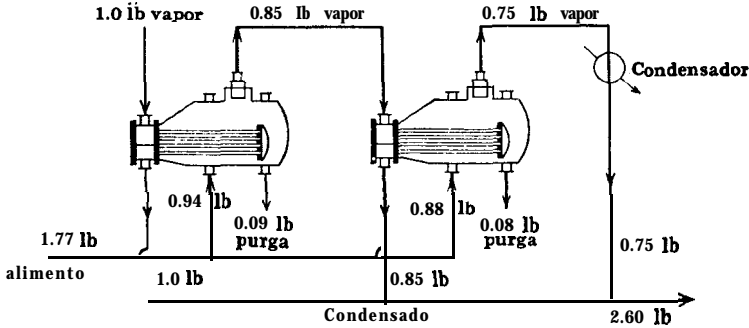 1.0 lb vapor
0.85 lb vapor
0.75 lb vapor
Condensador
0.94 lb
0.09 lb
purga
0.88 lb
0.08 lb
purga
1.77 lb
alimento
1.0 lb
0.85 lb
0.75 lb
Condensado
2.60 lb